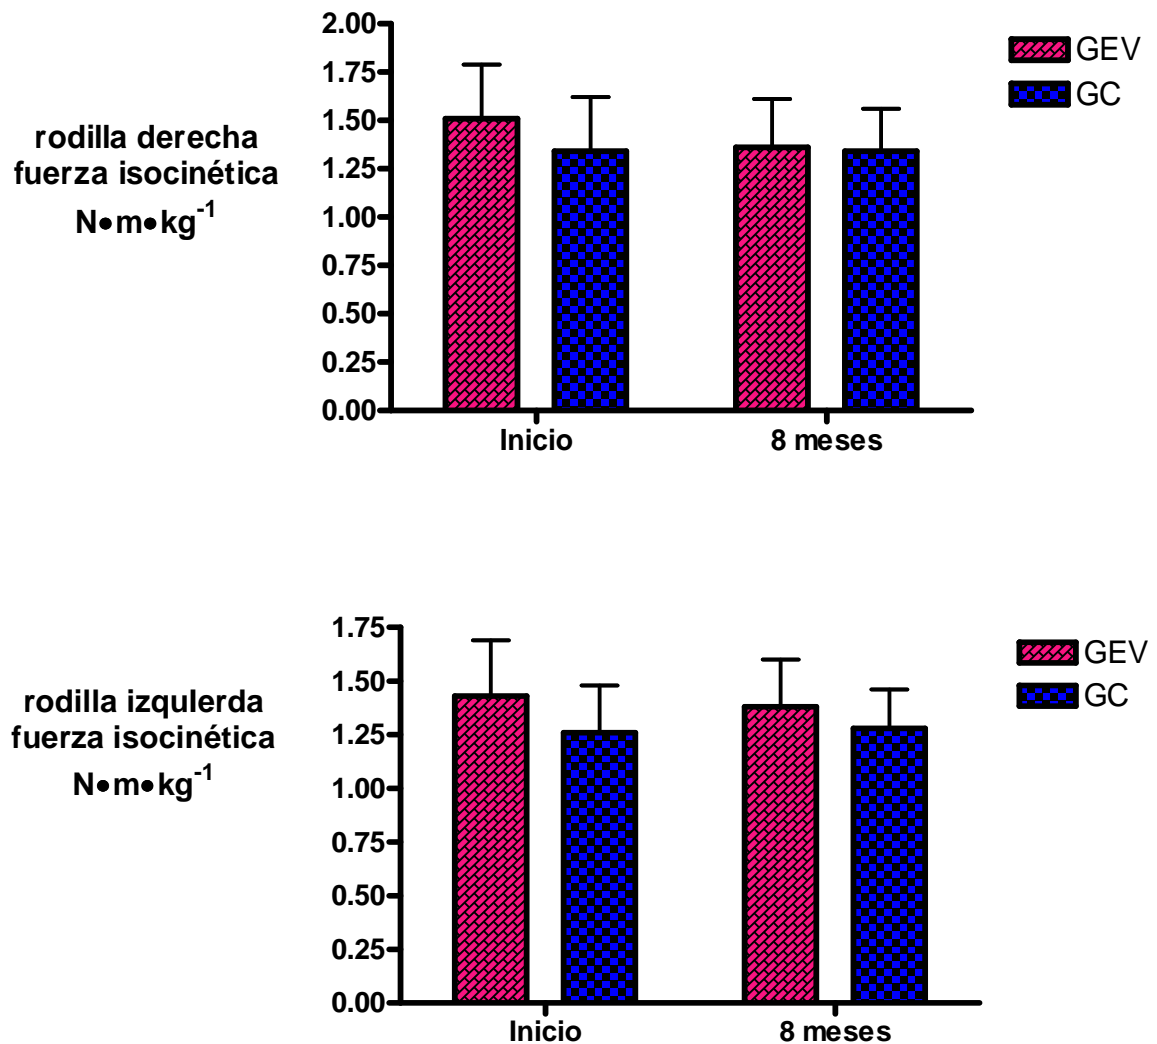 2.00
1.75
1.50
1.25
1.00
0.75
0.50
0.25
0.00
rodilla derecha
fuerza isocinética
N•m•kg-1
Inicio
8 meses
GEV
GC
1.75
1.50
1.25
1.00
0.75
0.50
0.25
0.00
rodilla izqulerda
fuerza isocinética
N•m•kg-1
Inicio
8 meses
GEV
GC